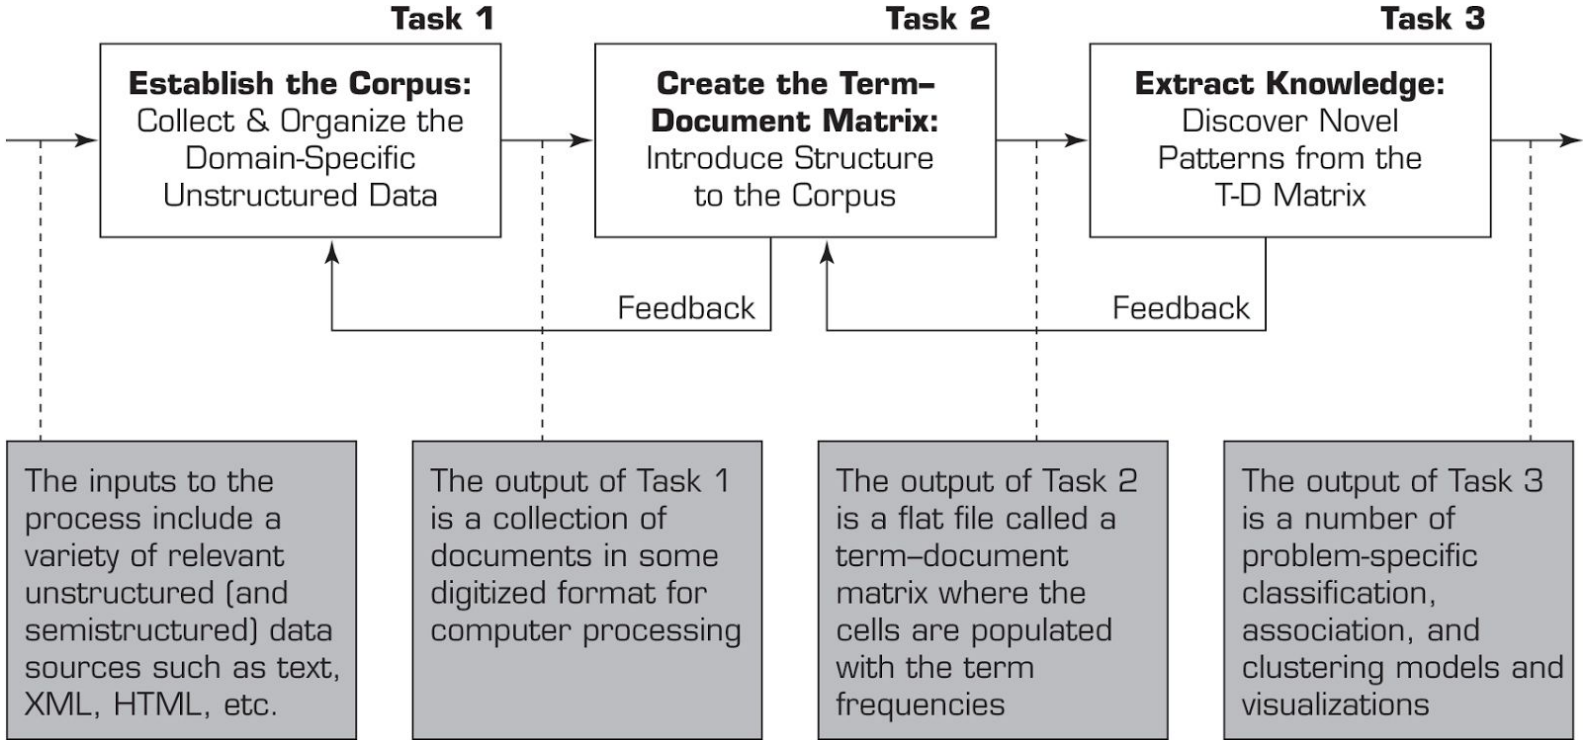 Task 1
Establish the Corpus:
Collect & Organize the
Domain-Specific
Unstructured Data
Task 2
Create the Term–
Document Matrix:
Introduce Structure
to the Corpus
Task 3
Extract Knowledge:
Discover Novel
Patterns from the
T-D Matrix
Feedback
Feedback
The inputs to the
process include a
variety of relevant
unstructured (and
semistructured) data
sources such as text,
XML, HTML, etc.
The output of Task 1
is a collection of
documents in some
digitized format for
computer processing
The output of Task 2
is a flat file called a
term–document
matrix where the
cells are populated
with the term
frequencies
The output of Task 3
is a number of
problem-specific
classification,
association, and
clustering models and
visualizations